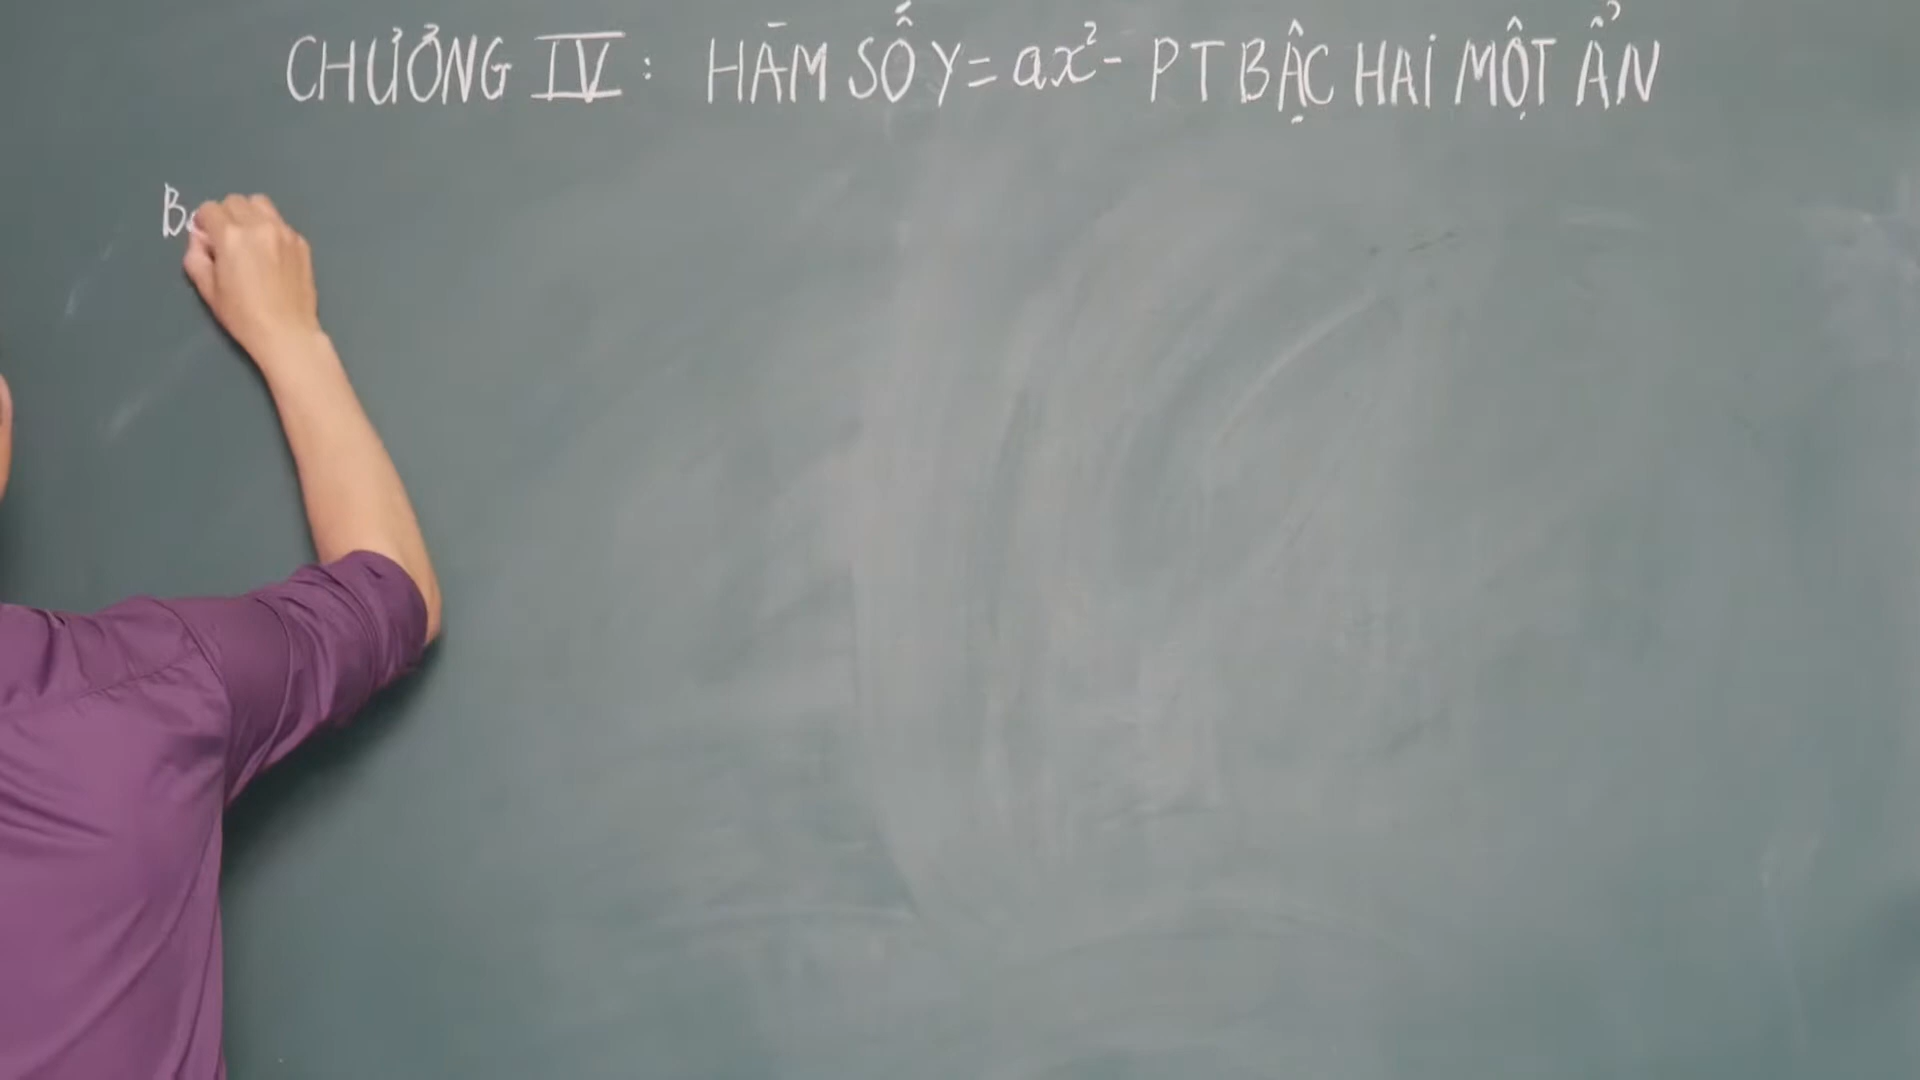 CHƯƠNG IV: HÀM SỐ Y = ax² - PT BẬC HAI MỘT ẨN
B